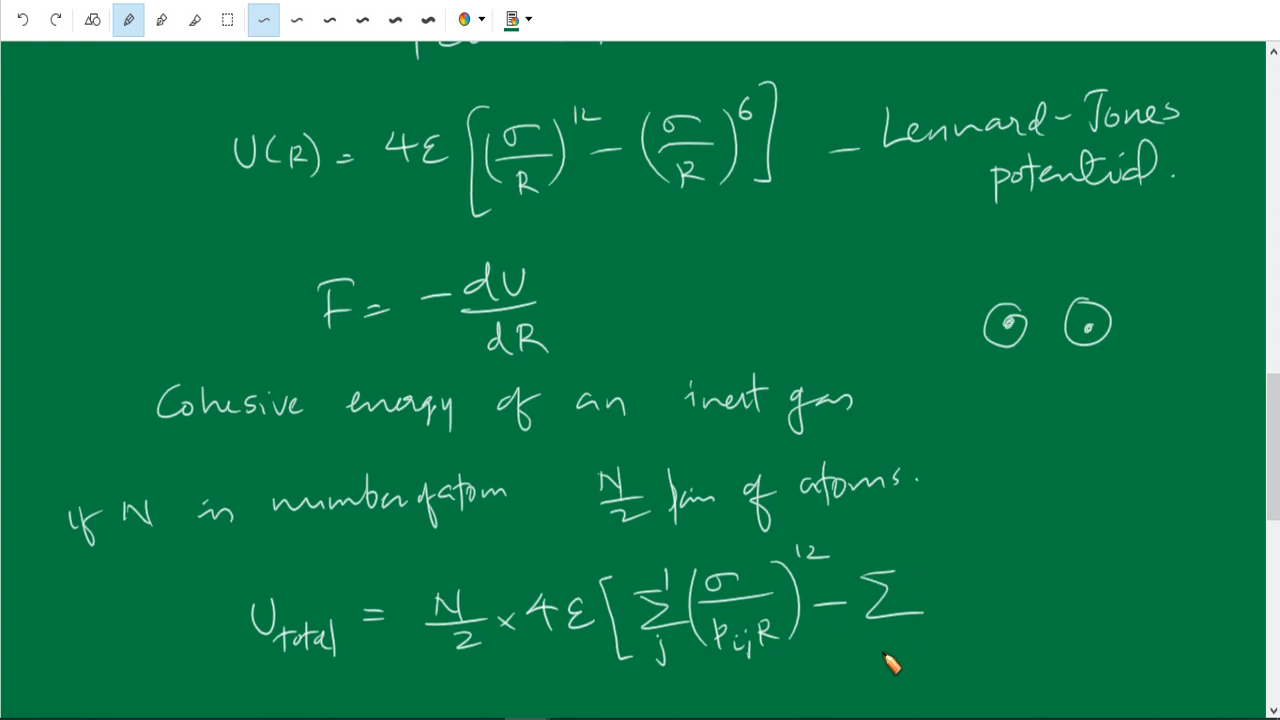 U(R) = 4ε [(σ/R)^12 − (σ/R)^6] — Lennard-Jones potential.
F = − dU/dR
Cohesive energy of an inert gas
if N is number of atom N/2 pair of atoms.
U_total = N/2 × 4ε [ Σ'_j (σ/p_ij R)^12 − Σ